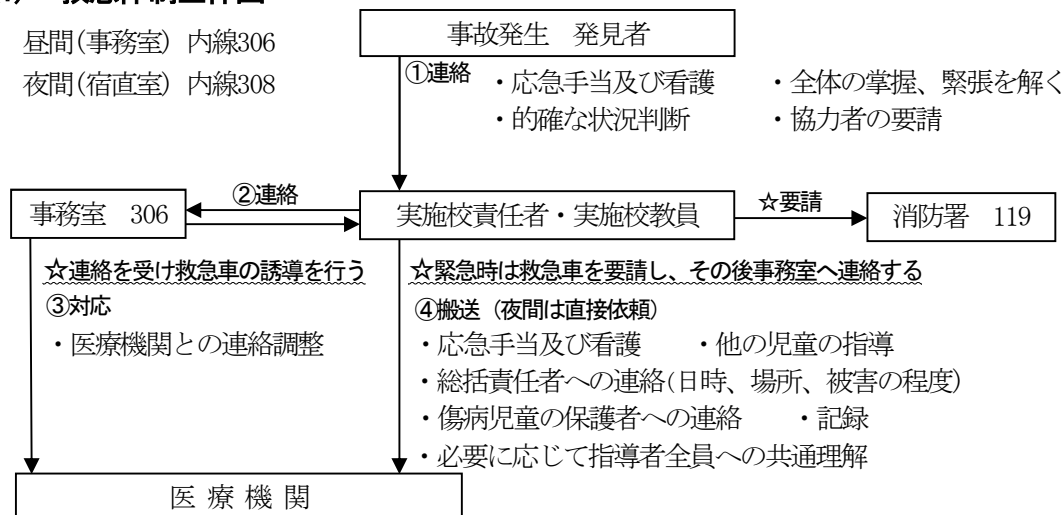 昼間(事務室) 内線306
夜間(宿直室) 内線308
事故発生 発見者
①連絡
・応急手当及び看護 ・全体の掌握、緊張を解く
・的確な状況判断 ・協力者の要請
事務室 306
②連絡
実施校責任者・実施校教員
☆要請
消防署 119
☆連絡を受け救急車の誘導を行う
③対応
・医療機関との連絡調整
☆緊急時は救急車を要請し、その後事務室へ連絡する
④搬送（夜間は直接依頼）
・応急手当及び看護 ・他の児童の指導
・総括責任者への連絡(日時、場所、被害の程度)
・傷病児童の保護者への連絡 ・記録
・必要に応じて指導者全員への共通理解
医療機関